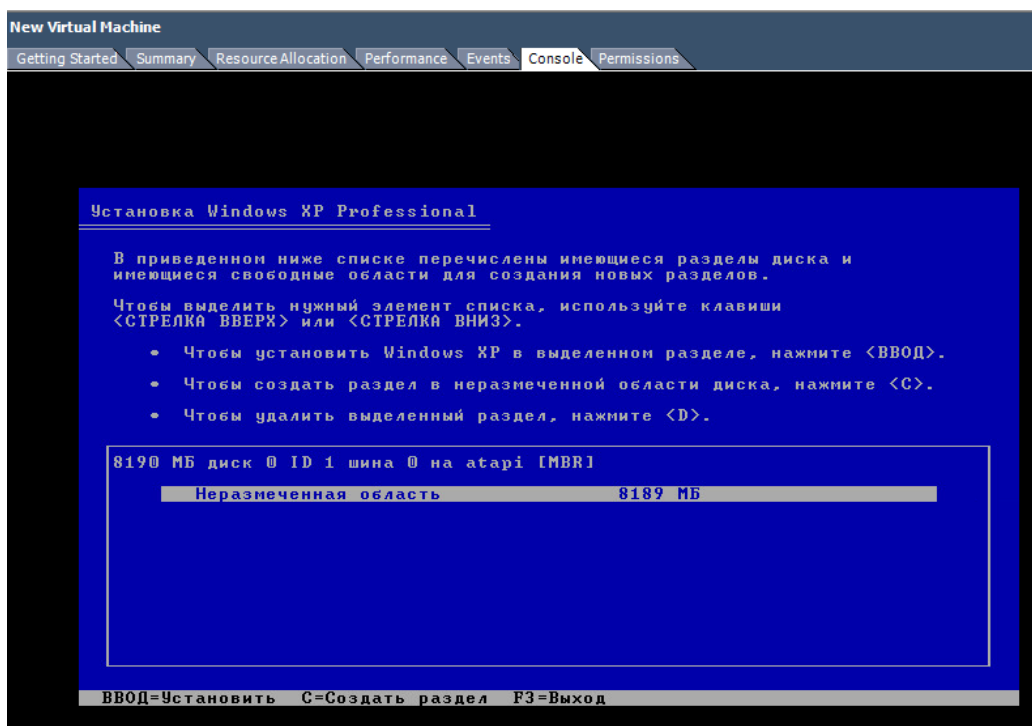 New Virtual Machine
Getting Started Summary Resource Allocation Performance Events Console Permissions
Установка Windows XP Professional
В приведенном ниже списке перечислены имеющиеся разделы диска и
имеющиеся свободные области для создания новых разделов.
Чтобы выделить нужный элемент списка, используйте клавиши
<СТРЕЛКА ВВЕРХ> или <СТРЕЛКА ВНИЗ>.
• Чтобы установить Windows XP в выделенном разделе, нажмите <ВВОД>.
• Чтобы создать раздел в неразмеченной области диска, нажмите <C>.
• Чтобы удалить выделенный раздел, нажмите <D>.
8190 МБ диск 0 ID 1 шина 0 на atapi [MBR]
Неразмеченная область 8189 МБ
ВВОД=Установить C=Создать раздел F3=Выход